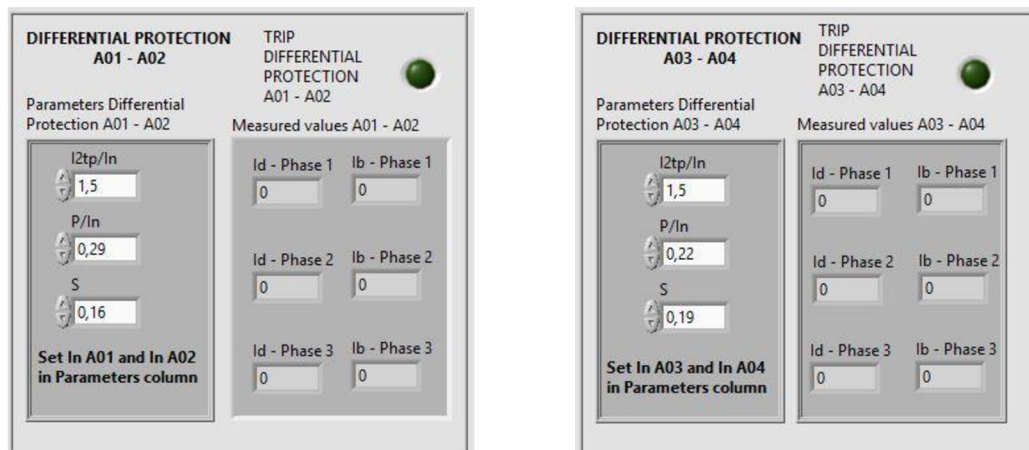 DIFFERENTIAL PROTECTION
A01 - A02
TRIP
DIFFERENTIAL
PROTECTION
A01 - A02
Parameters Differential
Protection A01 - A02
I2tp/In
1,5
P/In
0,29
S
0,16
Set In A01 and In A02
in Parameters column
Measured values A01 - A02
Id - Phase 1 Ib - Phase 1
0 0
Id - Phase 2 Ib - Phase 2
0 0
Id - Phase 3 Ib - Phase 3
0 0
DIFFERENTIAL PROTECTION
A03 - A04
TRIP
DIFFERENTIAL
PROTECTION
A03 - A04
Parameters Differential
Protection A03 - A04
I2tp/In
1,5
P/In
0,22
S
0,19
Set In A03 and In A04
in Parameters column
Measured values A03 - A04
Id - Phase 1 Ib - Phase 1
0 0
Id - Phase 2 Ib - Phase 2
0 0
Id - Phase 3 Ib - Phase 3
0 0